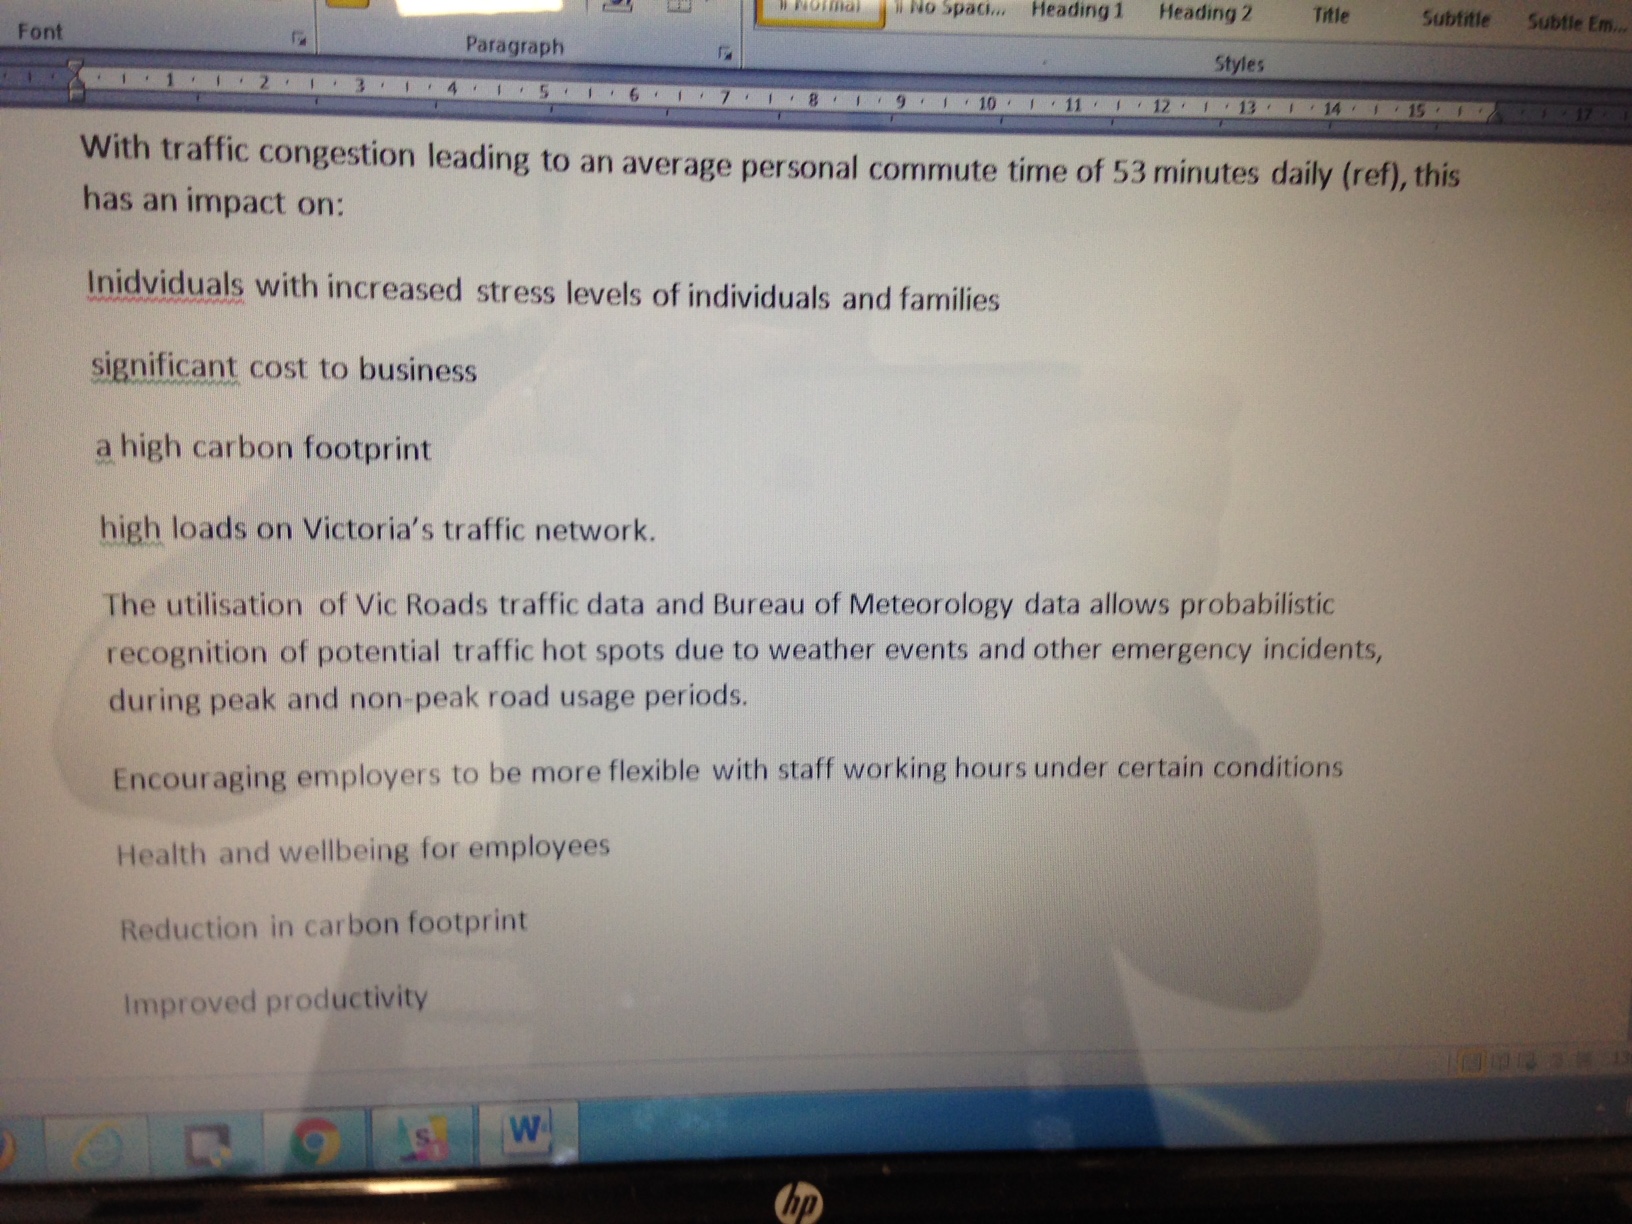 Font
Paragraph
Normal
No Spaci...
Heading 1
Heading 2
Title
Subtitle
Subtle Em...
Styles
1 2 3 4 5 6 7 8 9 10 11 12 13 14 15 17
With traffic congestion leading to an average personal commute time of 53 minutes daily (ref), this
has an impact on:
Inidviduals with increased stress levels of individuals and families
significant cost to business
a high carbon footprint
high loads on Victoria's traffic network.
The utilisation of Vic Roads traffic data and Bureau of Meteorology data allows probabilistic
recognition of potential traffic hot spots due to weather events and other emergency incidents,
during peak and non-peak road usage periods.
Encouraging employers to be more flexible with staff working hours under certain conditions
Health and wellbeing for employees
Reduction in carbon footprint
Improved productivity
S
W
hp